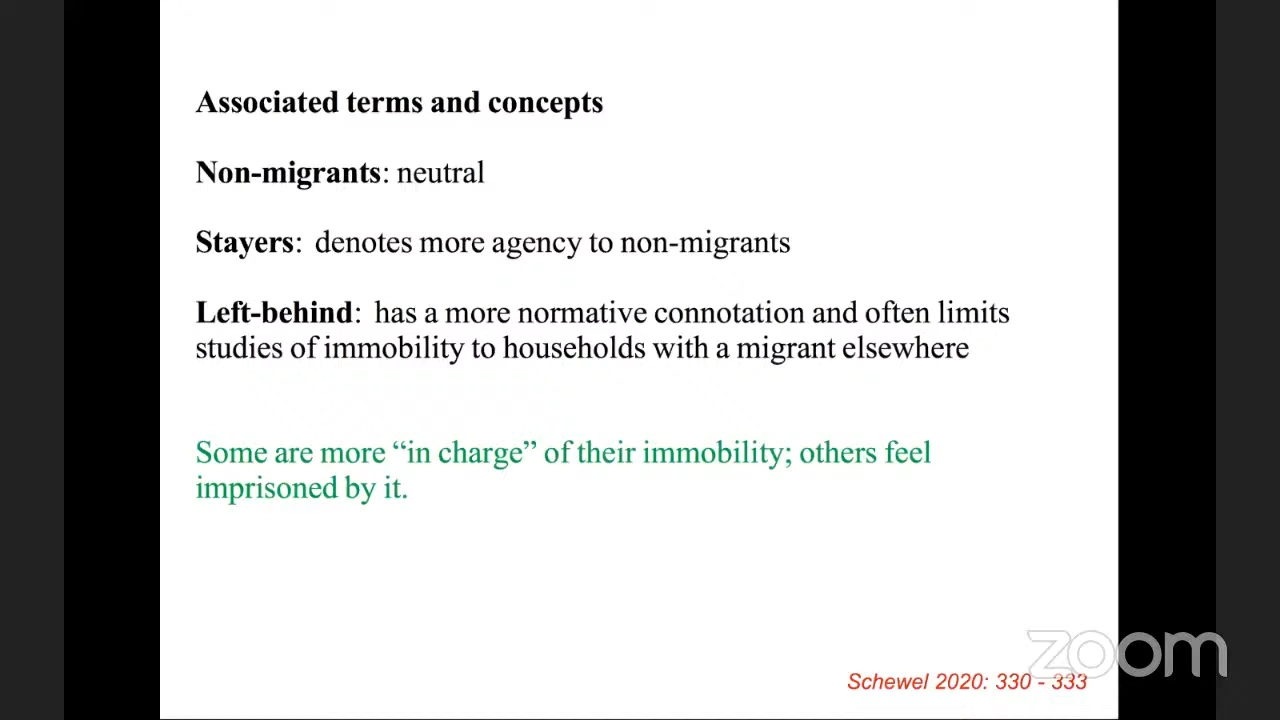 Associated terms and concepts
Non-migrants: neutral
Stayers: denotes more agency to non-migrants
Left-behind: has a more normative connotation and often limits
studies of immobility to households with a migrant elsewhere
Some are more “in charge” of their immobility; others feel
imprisoned by it.
zoom
Schewel 2020: 330 - 333